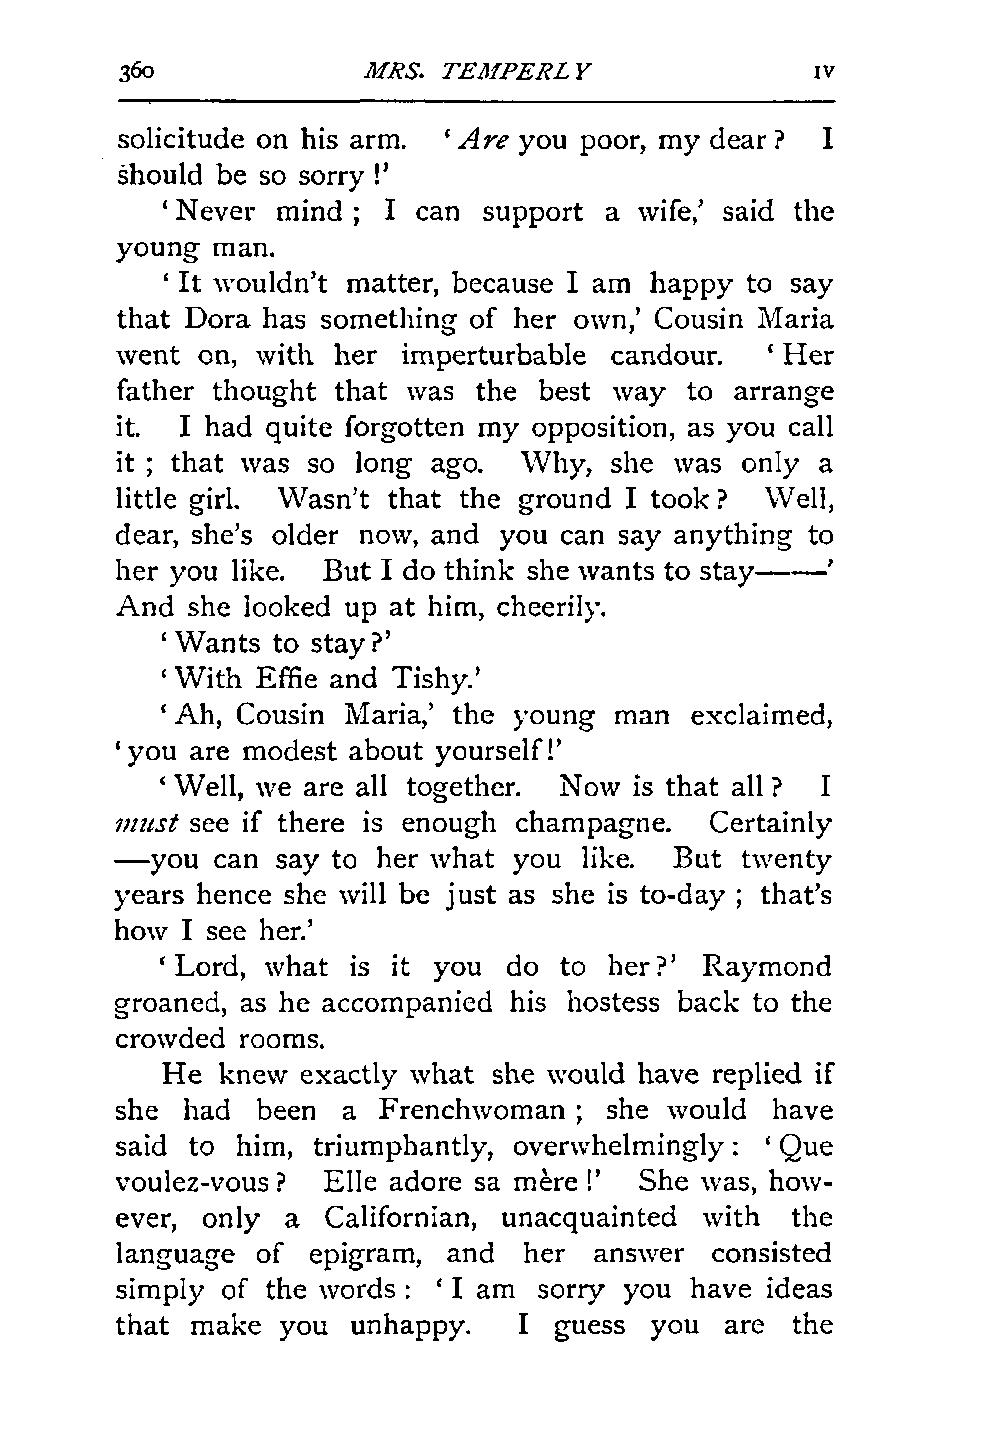 360 MRS. TEMPERLY IV
solicitude on his arm. ‘Are you poor, my dear? I
should be so sorry!’
‘Never mind; I can support a wife,’ said the
young man.
‘It wouldn’t matter, because I am happy to say
that Dora has something of her own,’ Cousin Maria
went on, with her imperturbable candour. ‘Her
father thought that was the best way to arrange
it. I had quite forgotten my opposition, as you call
it; that was so long ago. Why, she was only a
little girl. Wasn’t that the ground I took? Well,
dear, she’s older now, and you can say anything to
her you like. But I do think she wants to stay——’
And she looked up at him, cheerily.
‘Wants to stay?’
‘With Effie and Tishy.’
‘Ah, Cousin Maria,’ the young man exclaimed,
‘you are modest about yourself!’
‘Well, we are all together. Now is that all? I
must see if there is enough champagne. Certainly
—you can say to her what you like. But twenty
years hence she will be just as she is to-day; that’s
how I see her.’
‘Lord, what is it you do to her?’ Raymond
groaned, as he accompanied his hostess back to the
crowded rooms.
He knew exactly what she would have replied if
she had been a Frenchwoman; she would have
said to him, triumphantly, overwhelmingly: ‘Que
voulez-vous? Elle adore sa mère!’ She was, how-
ever, only a Californian, unacquainted with the
language of epigram, and her answer consisted
simply of the words: ‘I am sorry you have ideas
that make you unhappy. I guess you are the